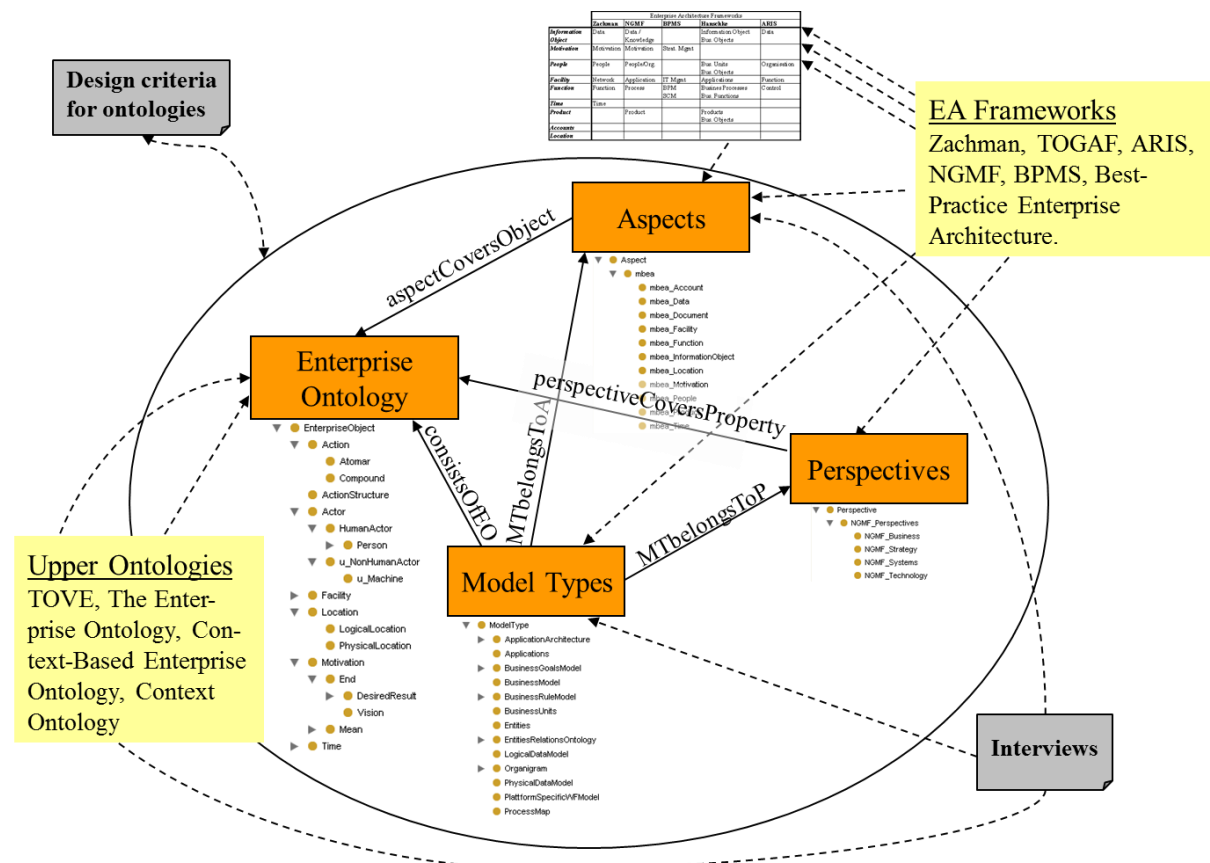 Enterprise Architecture Frameworks
Zachman NGMF BPMS Hanschke ARIS
Information Object Data Data / Knowledge Information Object Bus Objects Data
Motivation Motivation Motivation Strat. Mgmt
People People People/Org Bus Units Bus Objects Organisation
Facility Network Application IT Mgmt Applications Function
Function Function Process BPM SCM Busines Processes Bus Functions Control
Time Time
Product Product Products Bus Objects
Accounts
Location
Design criteria
for ontologies
EA Frameworks
Zachman, TOGAF, ARIS,
NGMF, BPMS, Best-
Practice Enterprise
Architecture.
Aspects
Aspect
mbea
mbea_Account
mbea_Data
mbea_Document
mbea_Facility
mbea_Function
mbea_InformationObject
mbea_Location
mbea_Motivation
mbea_People
mbea_Time
aspectCoversObject
perspectiveCoversProperty
consistsOfEO
MTbelongsToA
MTbelongsToP
Enterprise
Ontology
EnterpriseObject
Action
Atomar
Compound
ActionStructure
Actor
HumanActor
Person
u_NonHumanActor
u_Machine
Facility
Location
LogicalLocation
PhysicalLocation
Motivation
End
DesiredResult
Vision
Mean
Time
Perspectives
Perspective
NGMF_Perspectives
NGMF_Business
NGMF_Strategy
NGMF_Systems
NGMF_Technology
Model Types
ModelType
ApplicationArchitecture
Applications
BusinessGoalsModel
BusinessModel
BusinessRuleModel
BusinessUnits
Entities
EntitiesRelationsOntology
LogicalDataModel
Organigram
PhysicalDataModel
PlattformSpecificWFModel
ProcessMap
Upper Ontologies
TOVE, The Enter-
prise Ontology, Con-
text-Based Enterprise
Ontology, Context
Ontology
Interviews